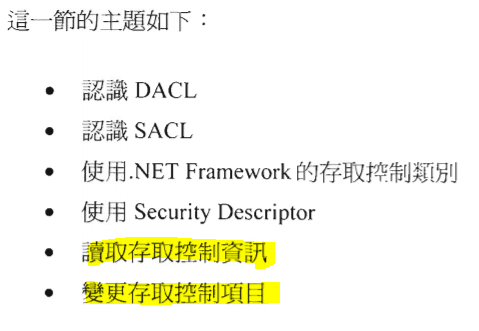 這一節的主題如下：
• 認識 DACL
• 認識 SACL
• 使用.NET Framework 的存取控制類別
• 使用 Security Descriptor
• 讀取存取控制資訊
• 變更存取控制項目